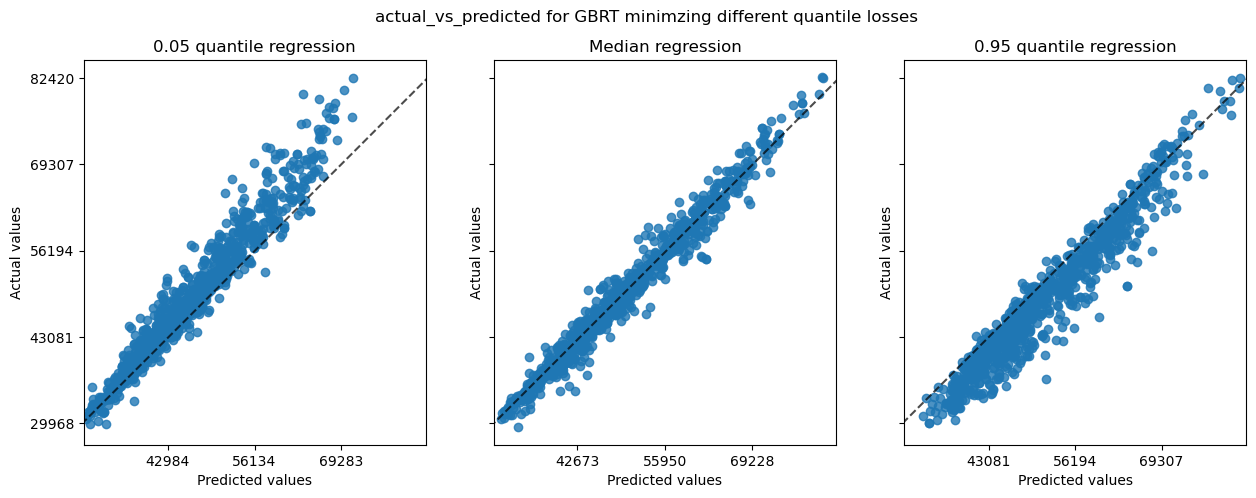 actual_vs_predicted for GBRT minimzing different quantile losses
0.05 quantile regression
Actual values
82420
69307
56194
43081
29968
42984 56134 69283
Predicted values
Median regression
Actual values
42673 55950 69228
Predicted values
0.95 quantile regression
Actual values
43081 56194 69307
Predicted values